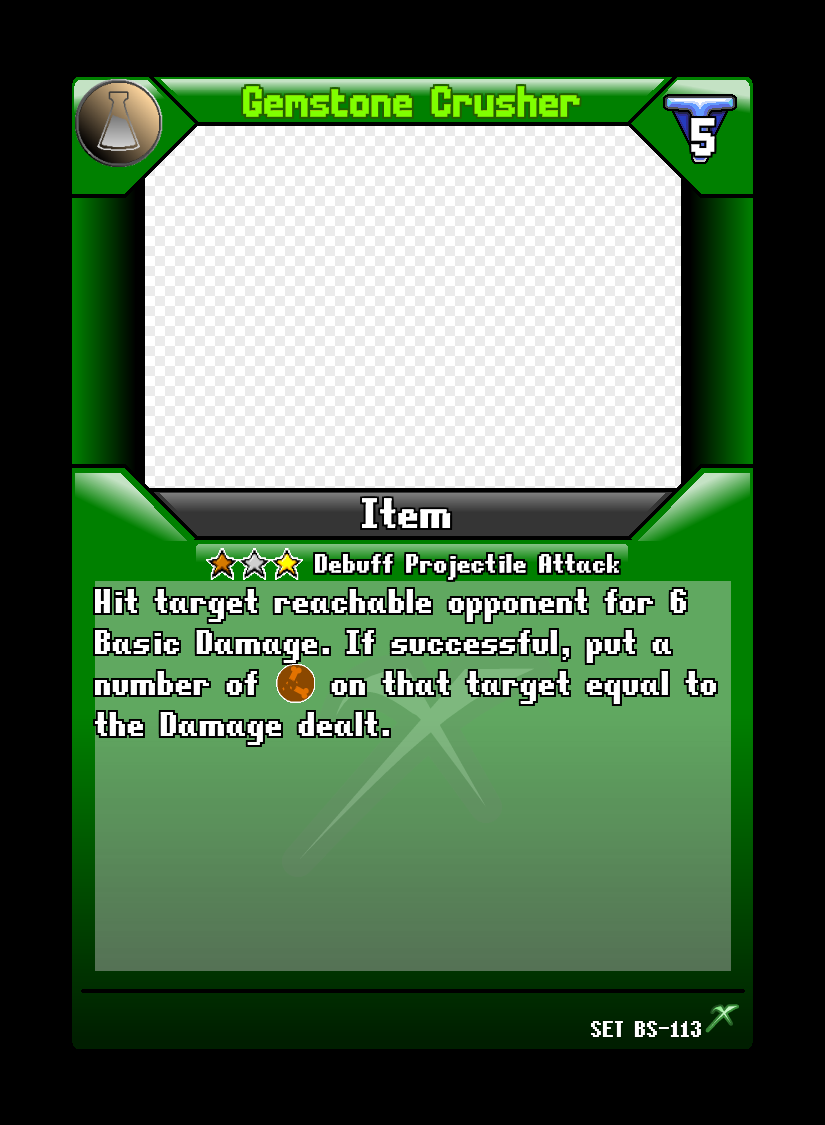 Gemstone Crusher
5
Item
Debuff Projectile Attack
Hit target reachable opponent for 6
Basic Damage. If successful, put a
number of on that target equal to
the Damage dealt.
SET BS-113